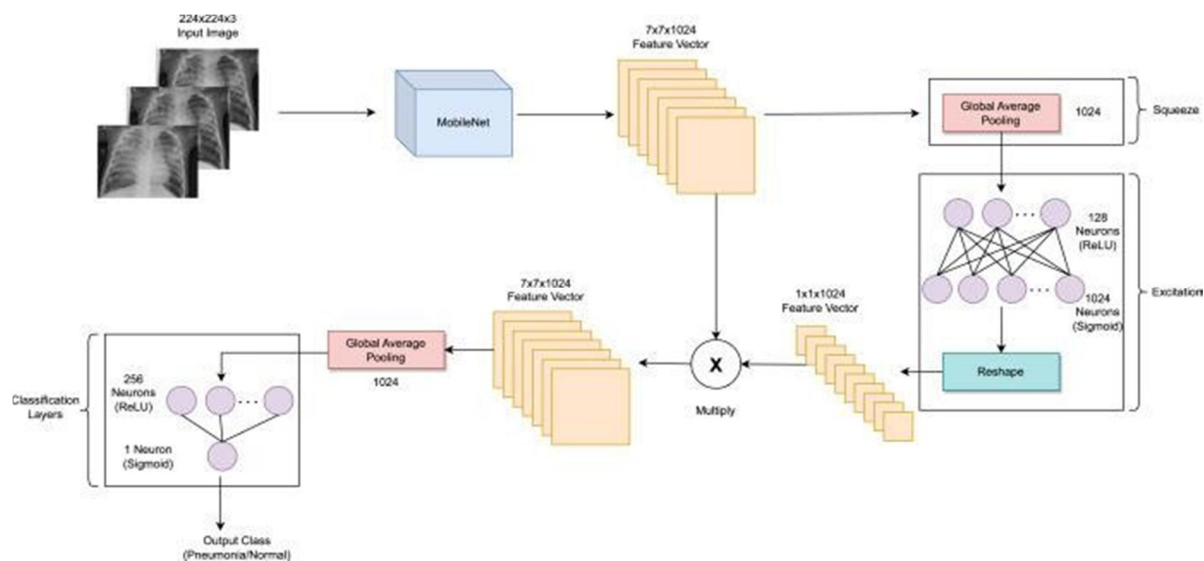 224x224x3
Input Image
MobileNet
7x7x1024
Feature Vector
Global Average
Pooling
1024
Squeeze
128
Neurons
(ReLU)
1024
Neurons
(Sigmoid)
Excitation
Reshape
1x1x1024
Feature Vector
X
Multiply
7x7x1024
Feature Vector
Global Average
Pooling
1024
256
Neurons
(ReLU)
1 Neuron
(Sigmoid)
Classification
Layers
Output Class
(Pneumonia/Normal)